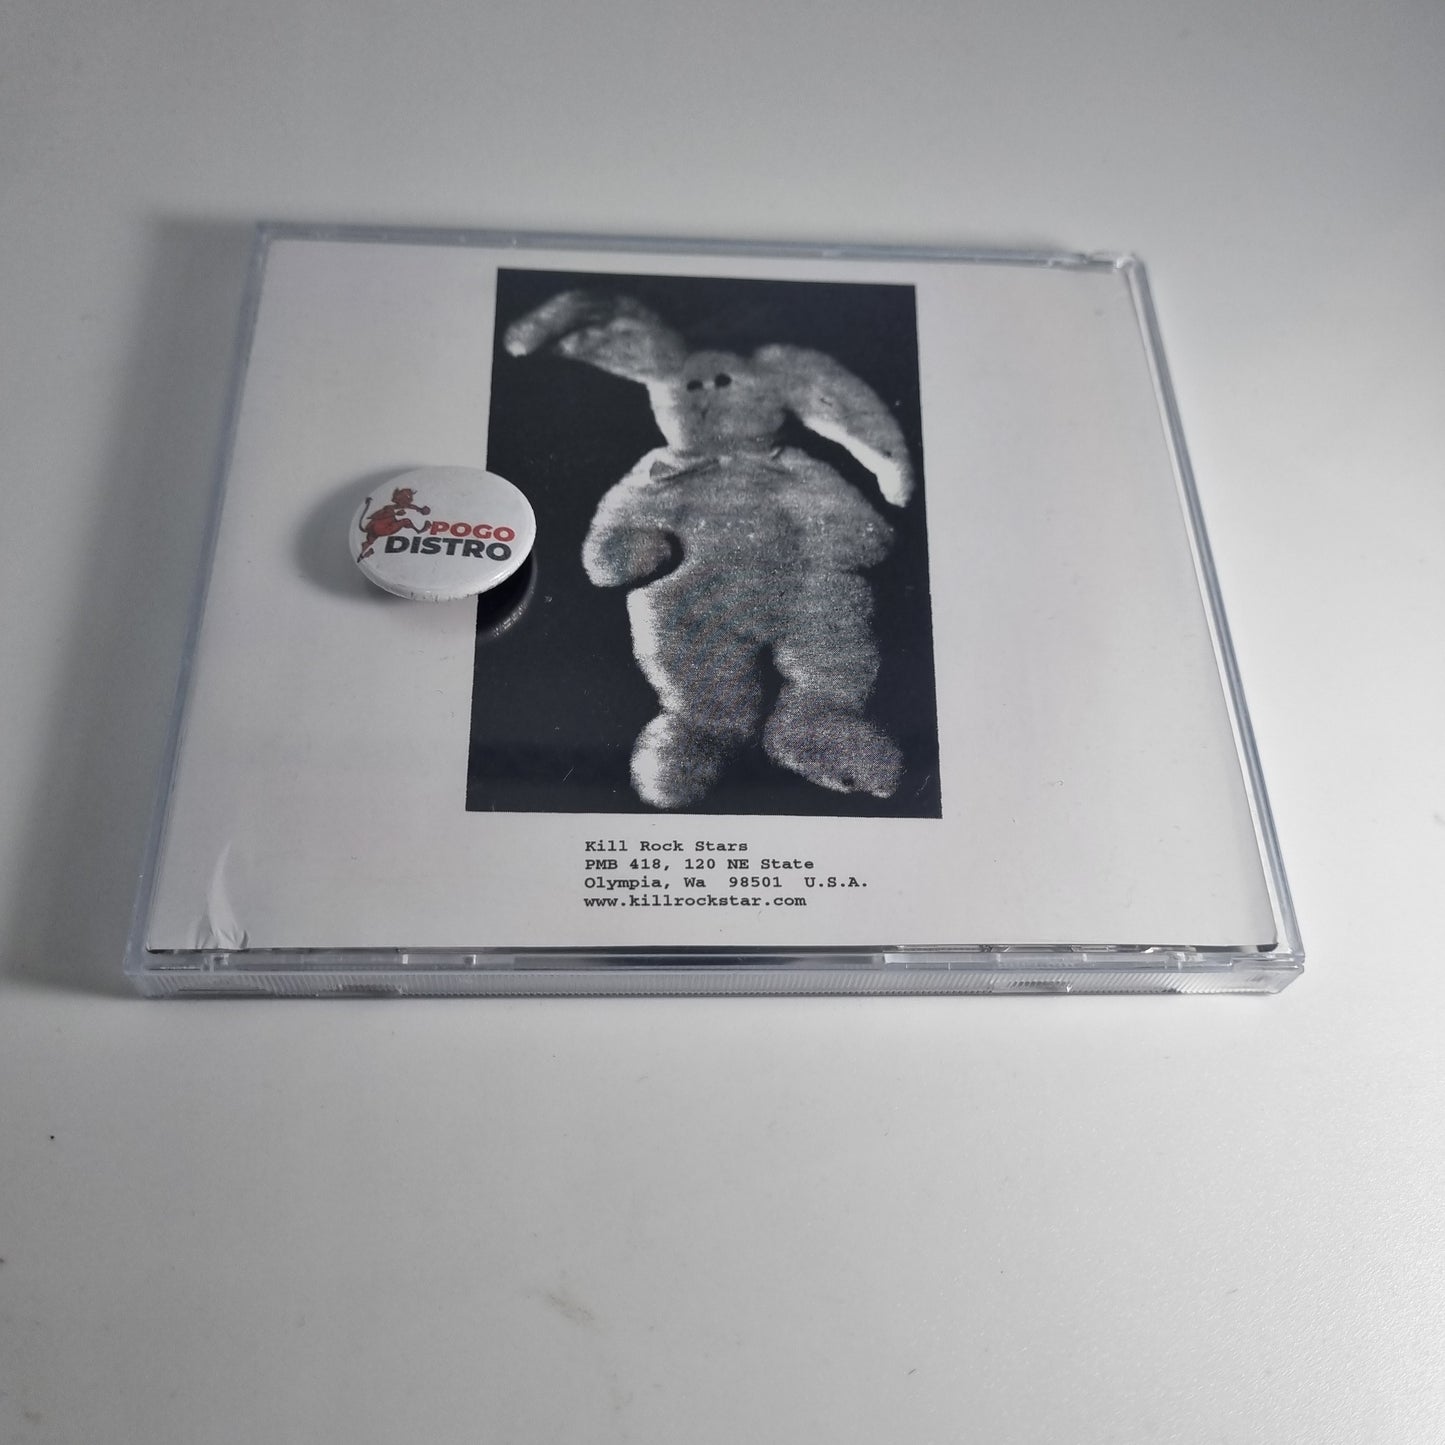 POGO
DISTRO
Kill Rock Stars
PMB 418, 120 NE State
Olympia, Wa  98501  U.S.A.
www.killrockstar.com